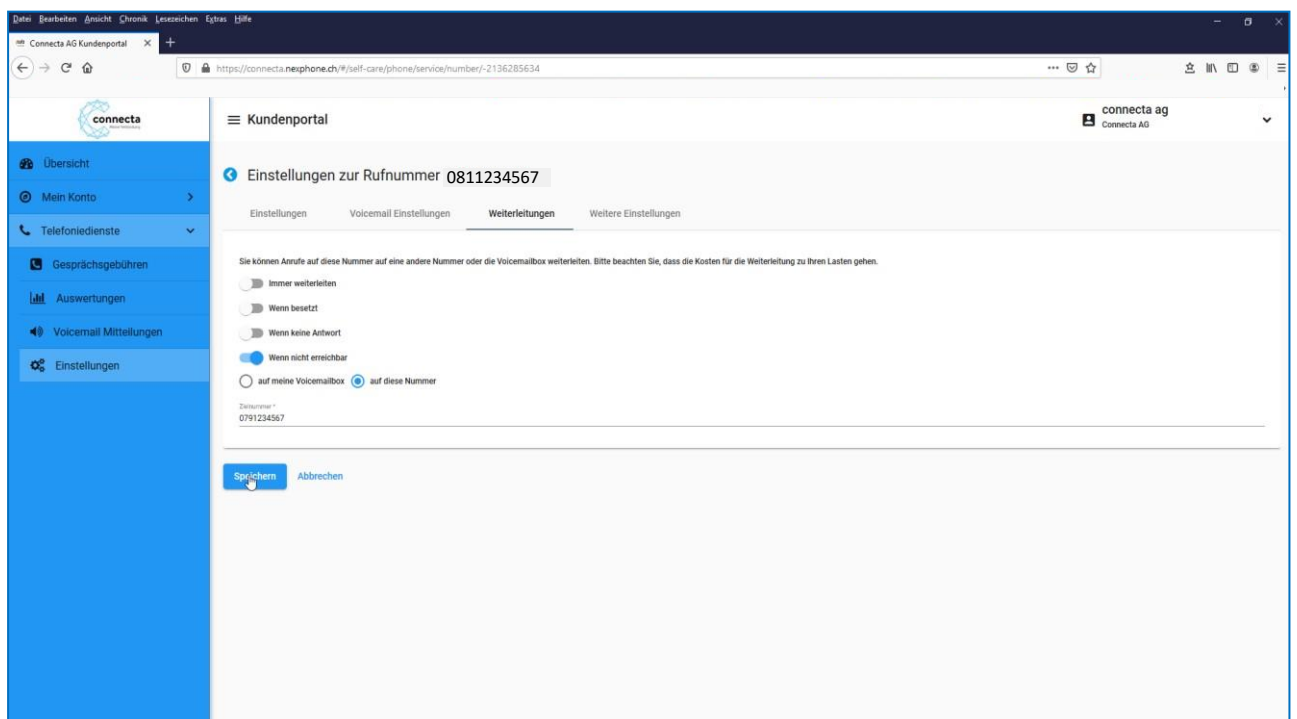 Datei Bearbeiten Ansicht Chronik Lesezeichen Extras Hilfe
Connecta AG Kundenportal
https://connecta.nexphone.ch/#/self-care/phone/service/number/-2136285634
connecta
Kundenportal
connecta ag
Connecta AG
Übersicht
Mein Konto
Telefoniedienste
Gesprächsgebühren
Auswertungen
Voicemail Mitteilungen
Einstellungen
Einstellungen zur Rufnummer 0811234567
Einstellungen Voicemail Einstellungen Weiterleitungen Weitere Einstellungen
Sie können Anrufe auf diese Nummer auf eine andere Nummer oder die Voicemailbox weiterleiten. Bitte beachten Sie, dass die Kosten für die Weiterleitung zu Ihren Lasten gehen.
Immer weiterleiten
Wenn besetzt
Wenn keine Antwort
Wenn nicht erreichbar
auf meine Voicemailbox auf diese Nummer
Zielnummer *
0791234567
Speichern Abbrechen